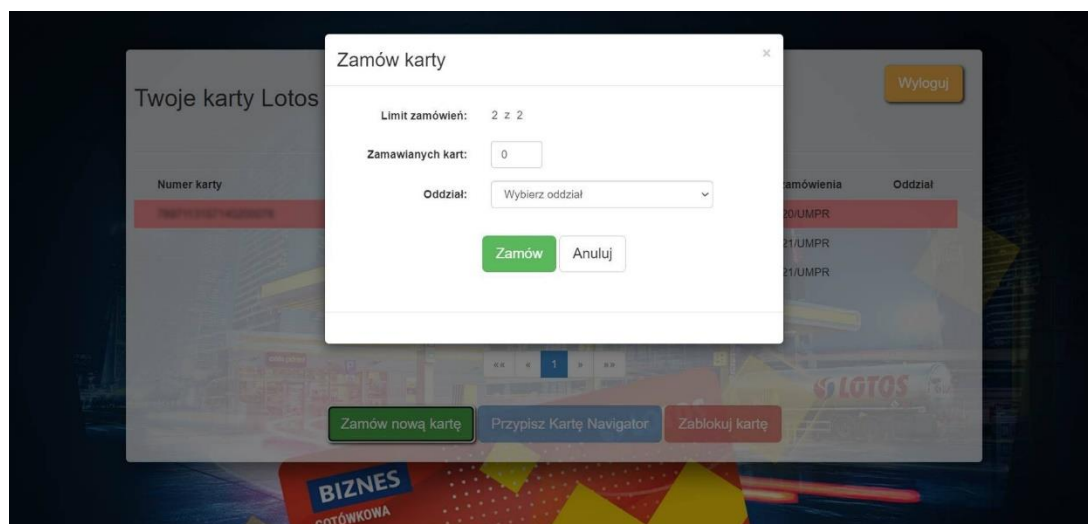 Zamów karty ×
Twoje karty Lotos
Wyloguj
Limit zamówień: 2 z 2
Zamawianych kart: 0
Oddział: Wybierz oddział
Numer karty
amówienia
Oddział
20/UMPR
21/UMPR
21/UMPR
Zamów
Anuluj
«« « 1 » »»
LOTOS
Zamów nową kartę
Przypisz Kartę Navigator
Zablokuj kartę
BIZNES
GOTÓWKOWA